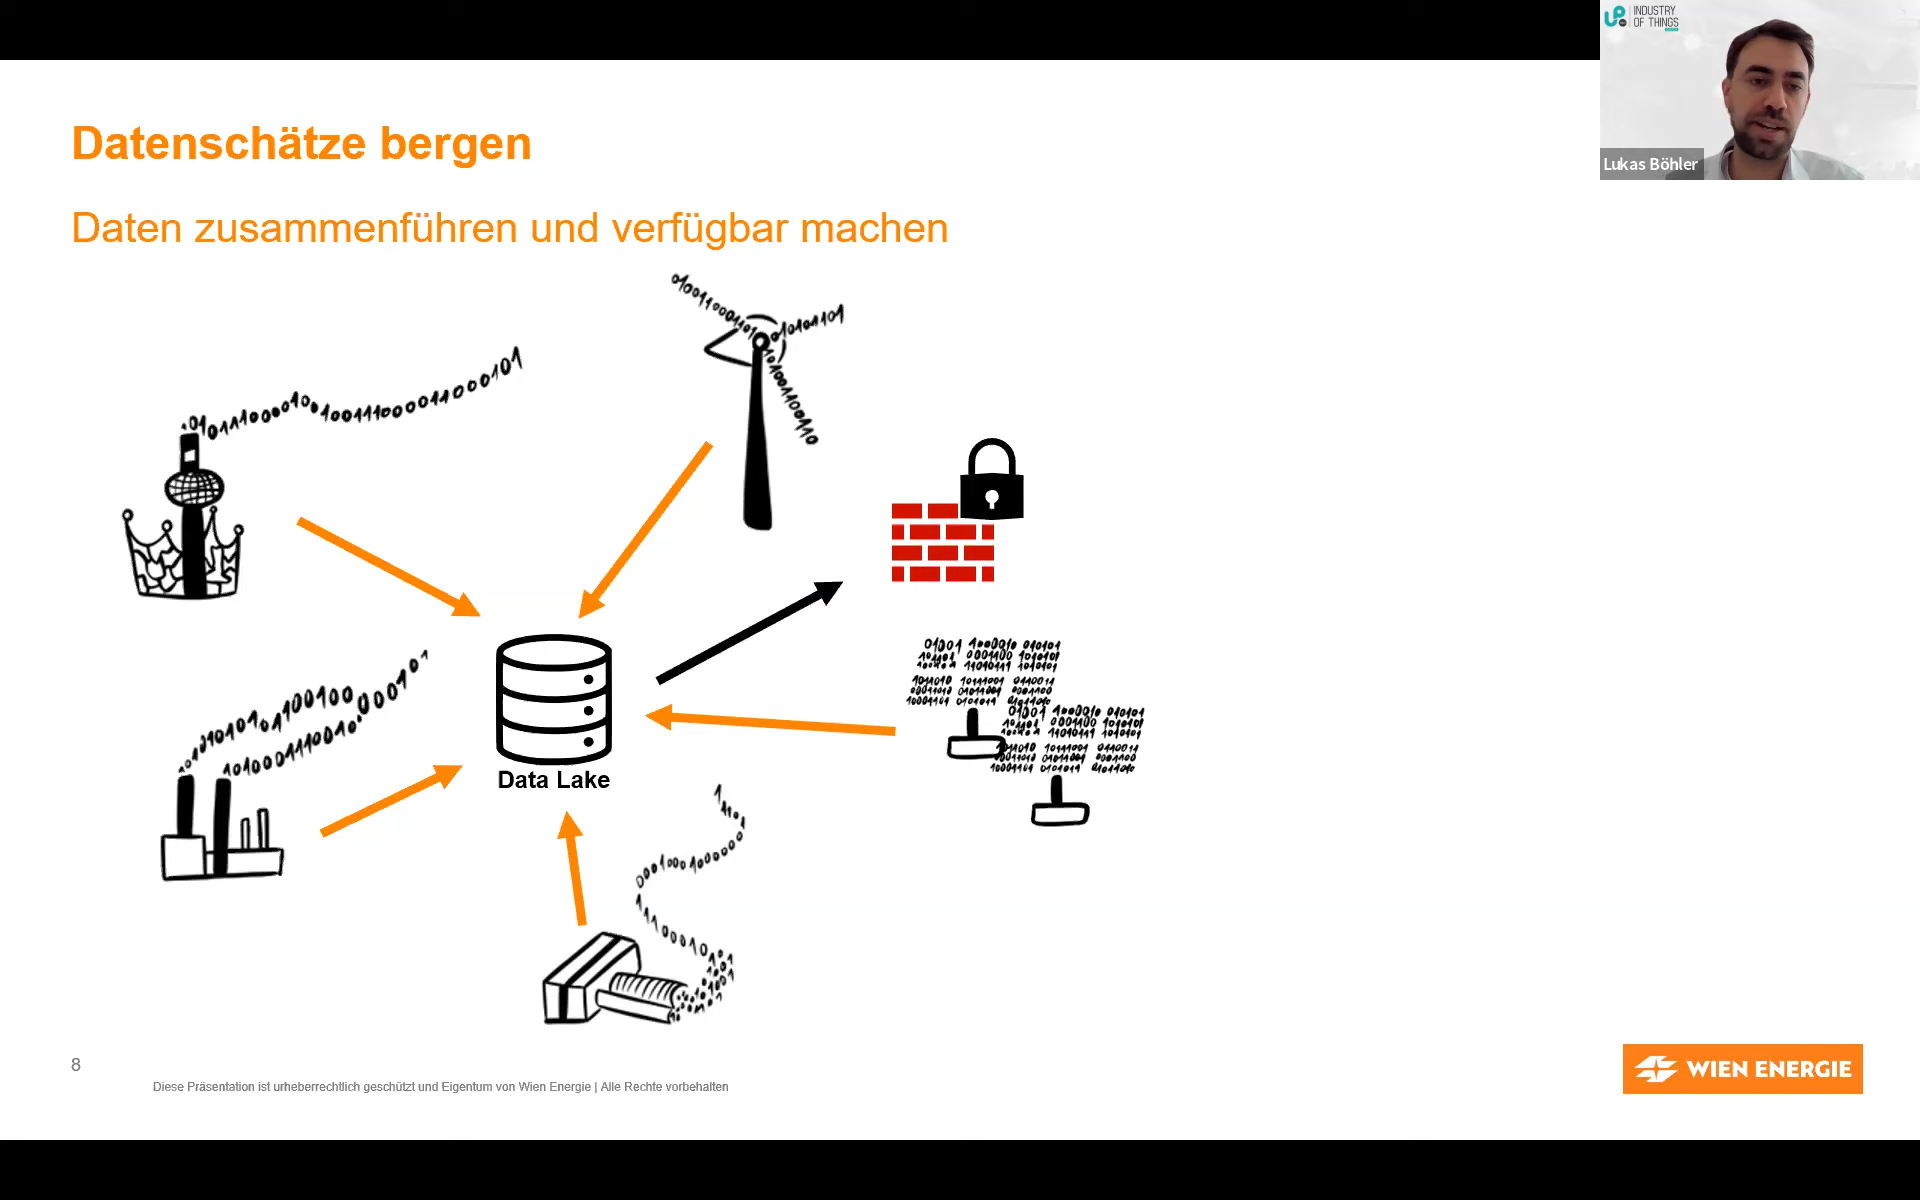 INDUSTRY
OF THINGS
Lukas Böhler
Datenschätze bergen
Daten zusammenführen und verfügbar machen
Data Lake
8
Diese Präsentation ist urheberrechtlich geschützt und Eigentum von Wien Energie | Alle Rechte vorbehalten
WIEN ENERGIE